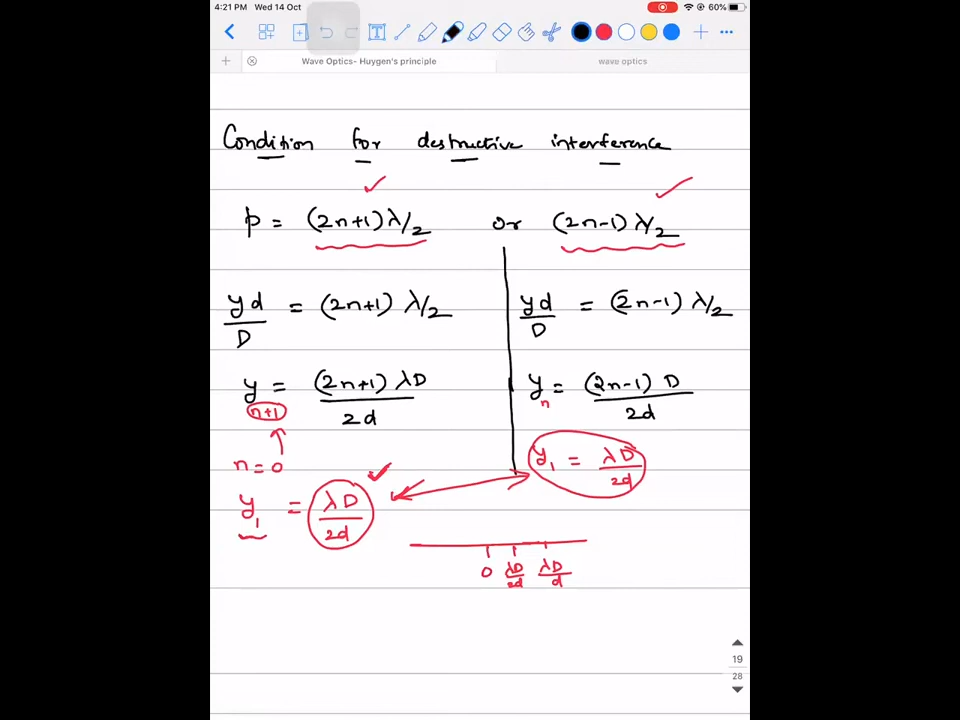 4:21 PM Wed 14 Oct 60%
Wave Optics- Huygen's principle wave optics
Condition for destructive interference
p = (2n+1) λ/2 or (2n-1) λ/2
yd/D = (2n+1) λ/2 yd/D = (2n-1) λ/2
y n+1 = (2n+1) λD/2d y n = (2n-1) D/2d
n = 0 y₁ = λD/2d
y₁ = λD/2d
0 λD/2d λD/d
19
28